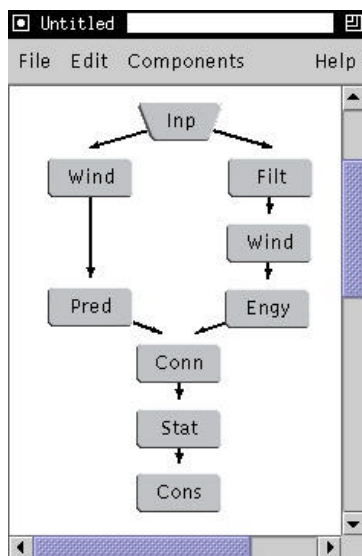 Untitled
File Edit Components Help
Inp
Wind Filt
Wind
Pred Engy
Conn
Stat
Cons